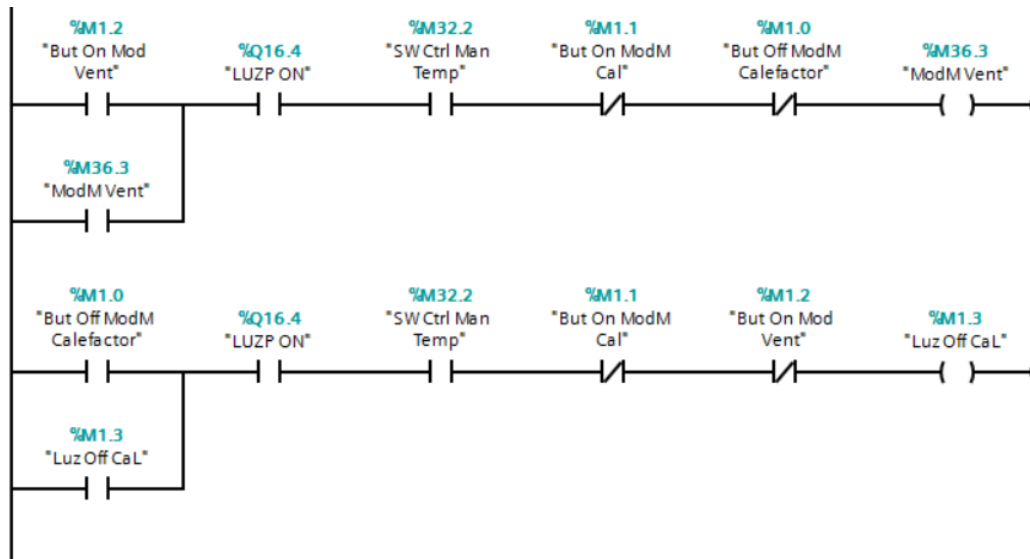 %M1.2
"But On Mod
Vent"
%Q16.4
"LUZP ON"
%M32.2
"SW Ctrl Man
Temp"
%M1.1
"But On ModM
Cal"
%M1.0
"But Off ModM
Calefactor"
%M36.3
"ModM Vent"
%M36.3
"ModM Vent"
%M1.0
"But Off ModM
Calefactor"
%Q16.4
"LUZP ON"
%M32.2
"SW Ctrl Man
Temp"
%M1.1
"But On ModM
Cal"
%M1.2
"But On Mod
Vent"
%M1.3
"Luz Off CaL"
%M1.3
"Luz Off CaL"